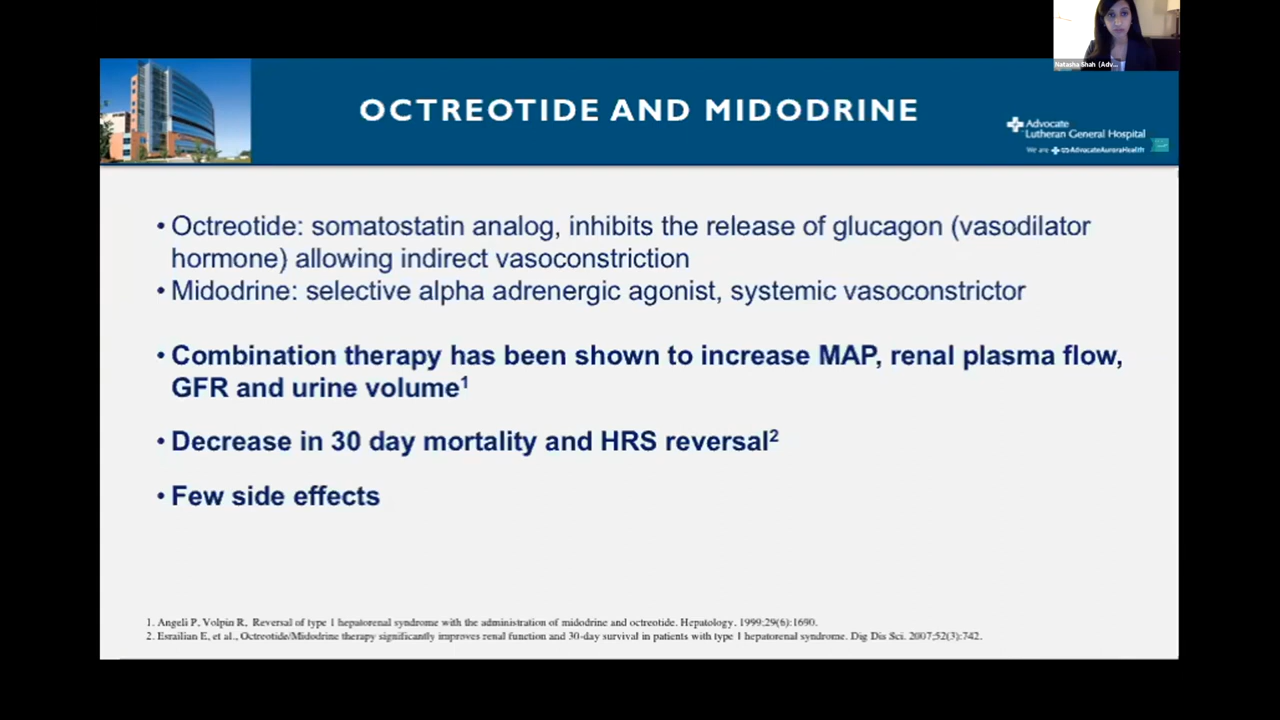 Natasha Shah (Adv...
OCTREOTIDE AND MIDODRINE
Advocate
Lutheran General Hospital
We are AdvocateAuroraHealth
• Octreotide: somatostatin analog, inhibits the release of glucagon (vasodilator
hormone) allowing indirect vasoconstriction
• Midodrine: selective alpha adrenergic agonist, systemic vasoconstrictor
• Combination therapy has been shown to increase MAP, renal plasma flow,
GFR and urine volume1
• Decrease in 30 day mortality and HRS reversal2
• Few side effects
1. Angeli P, Volpin R, Reversal of type 1 hepatorenal syndrome with the administration of midodrine and octreotide. Hepatology. 1999;29(6):1690.
2. Esrailian E, et al., Octreotide/Midodrine therapy significantly improves renal function and 30-day survival in patients with type 1 hepatorenal syndrome. Dig Dis Sci. 2007;52(3):742.